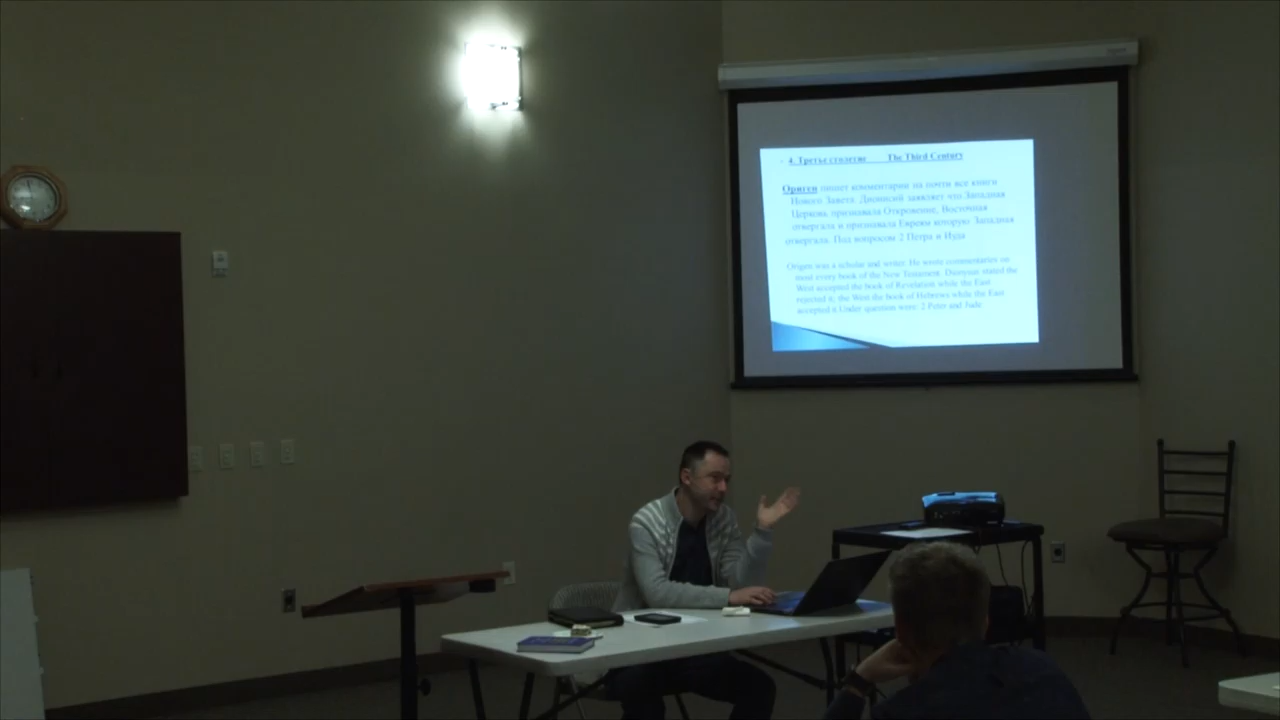 4. Третье столетие The Third Century
Ориген пишет комментарии на почти все книги
Нового Завета. Дионисий заявляет что Западная
Церковь признавала Откровение, Восточная
отвергала и признавала Евреям которую Западная
отвергала. Под вопросом 2 Петра и Иуда
Origen was a scholar and writer. He wrote commentaries on
most every book of the New Testament. Dionysus stated the
West accepted the book of Revelation while the East
rejected it, the West the book of Hebrews while the East
accepted it Under question were: 2 Peter and Jude